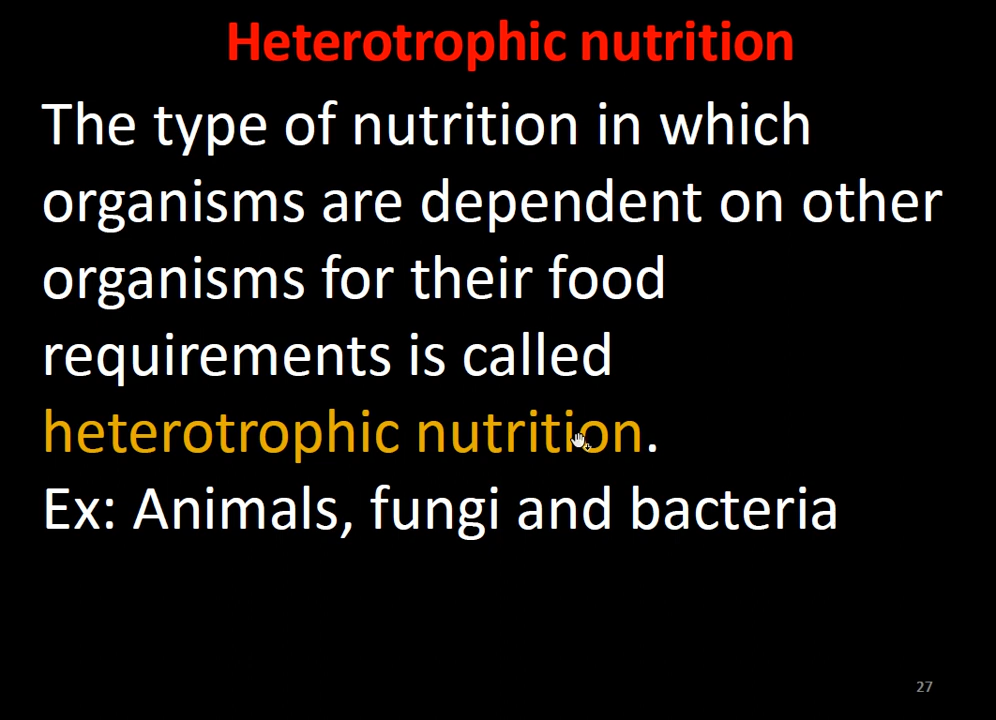 Heterotrophic nutrition
The type of nutrition in which
organisms are dependent on other
organisms for their food
requirements is called
heterotrophic nutrition.
Ex: Animals, fungi and bacteria
27